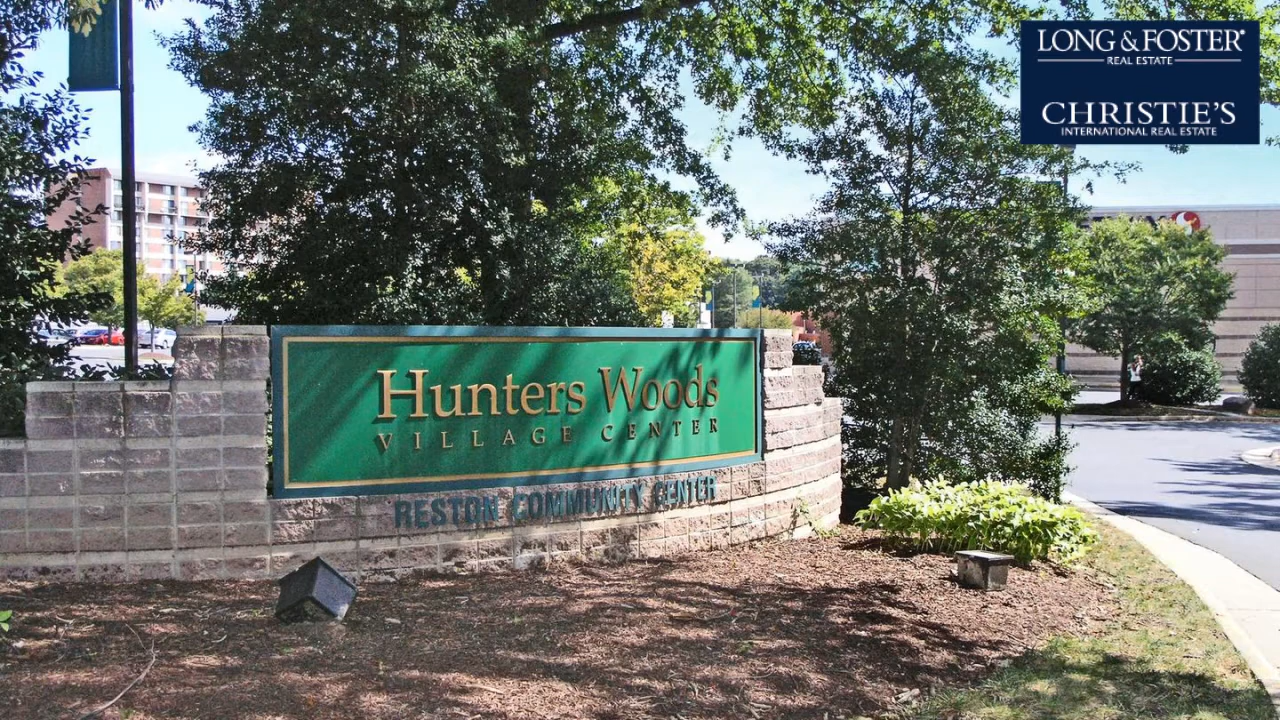 LONG & FOSTER®
REAL ESTATE
CHRISTIE'S
INTERNATIONAL REAL ESTATE
Hunters Woods
VILLAGE CENTER
RESTON COMMUNITY CENTER